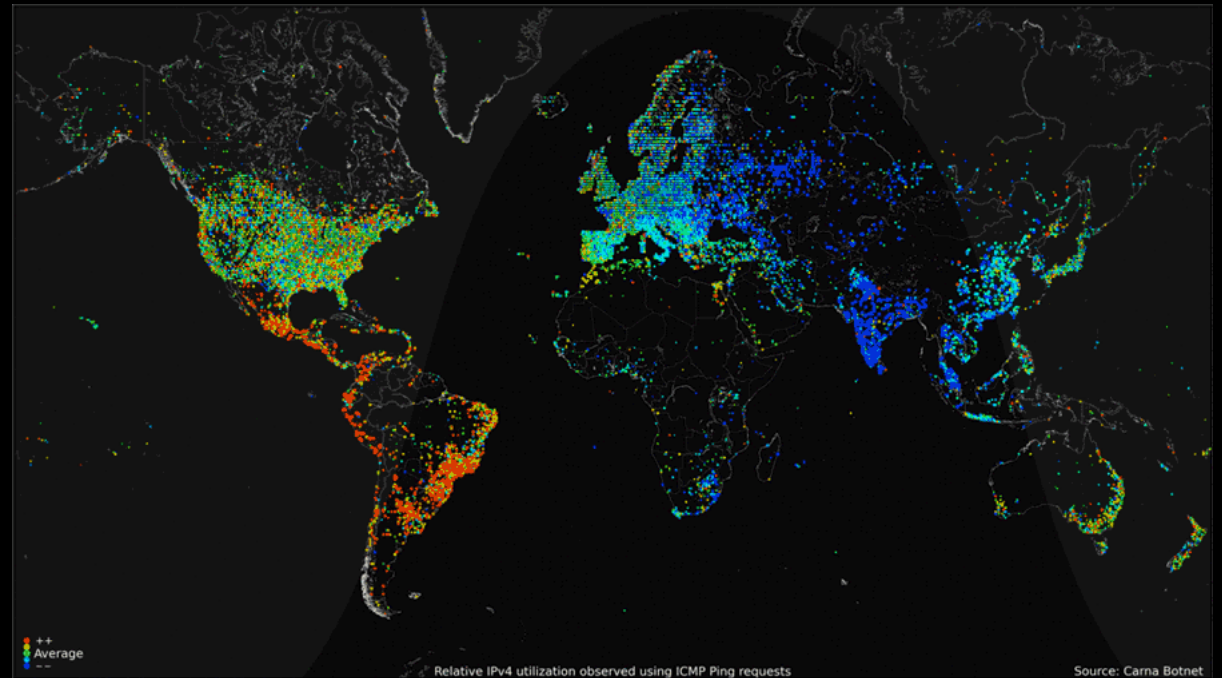 ++
Average
--
Relative IPv4 utilization observed using ICMP Ping requests
Source: Carna Botnet